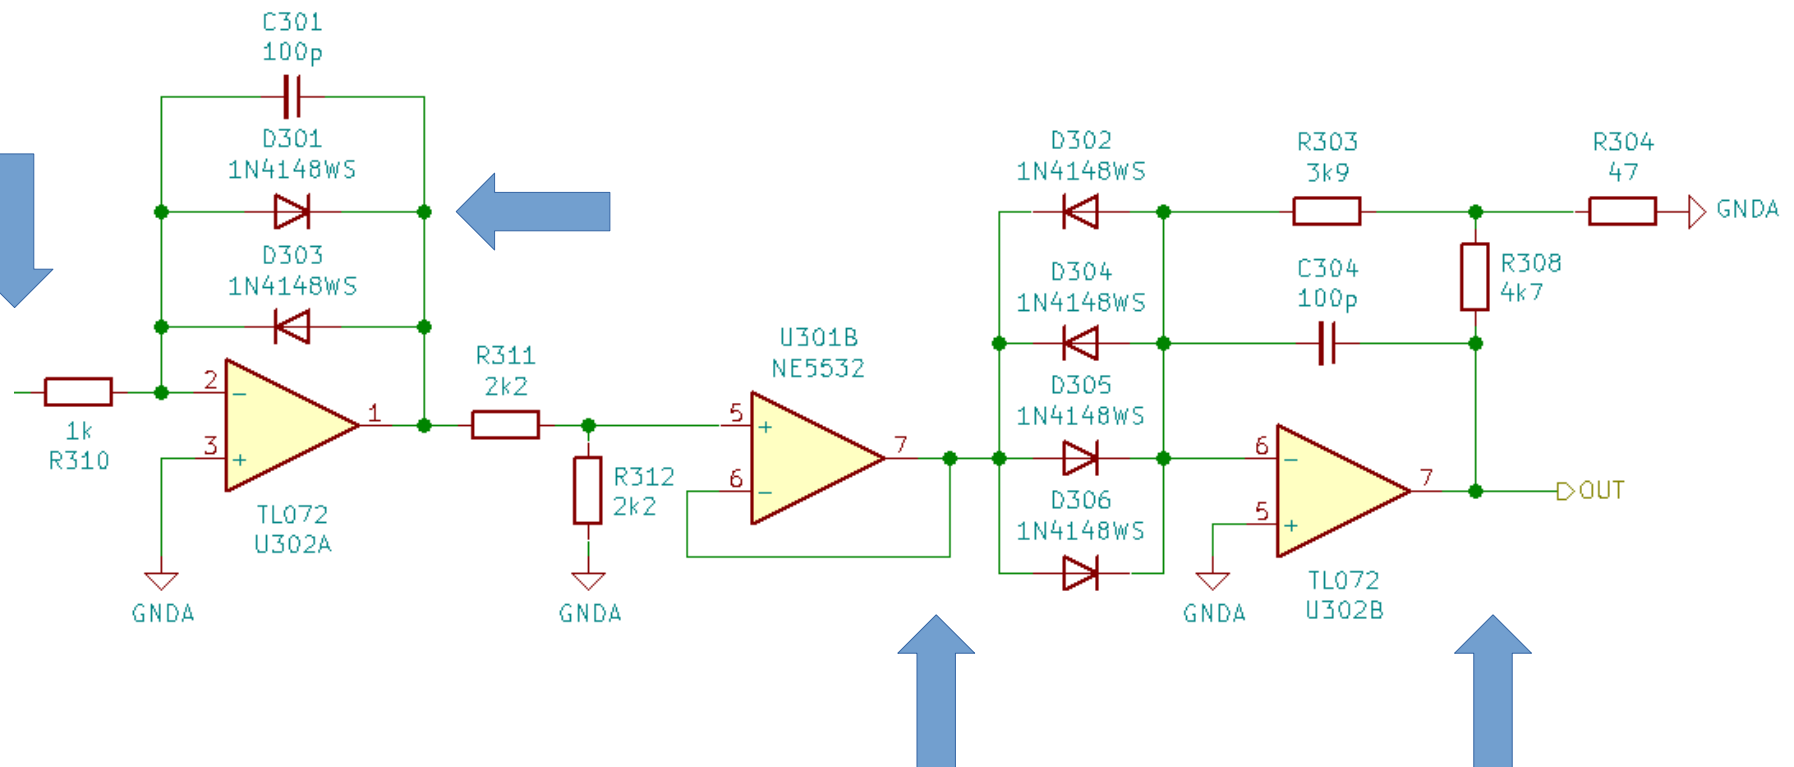 C301
100p
D301
1N4148WS
D303
1N4148WS
1k
R310
2
3
1
TL072
U302A
GNDA
R311
2k2
R312
2k2
GNDA
U301B
NE5532
5
6
7
D302
1N4148WS
D304
1N4148WS
D305
1N4148WS
D306
1N4148WS
R303
3k9
R304
47
GNDA
C304
100p
R308
4k7
6
5
7
OUT
TL072
U302B
GNDA